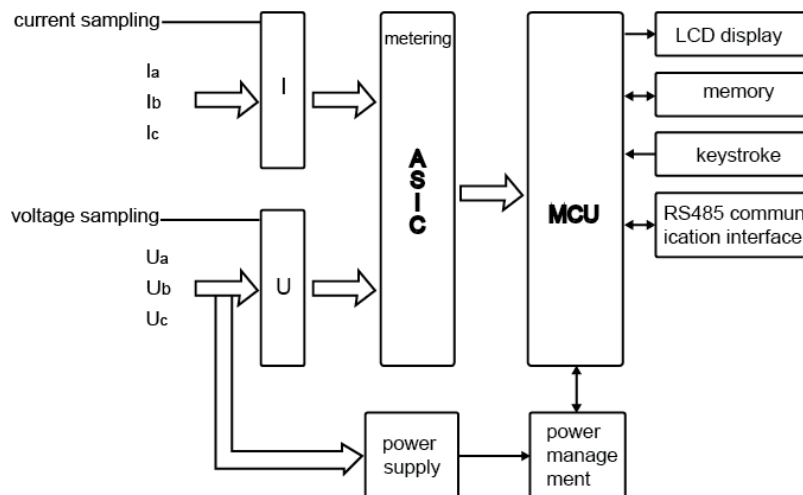 current sampling
Ia
Ib
Ic
I
voltage sampling
Ua
Ub
Uc
U
metering
ASIC
MCU
LCD display
memory
keystroke
RS485 commun
ication interface
power
supply
power
manage
ment